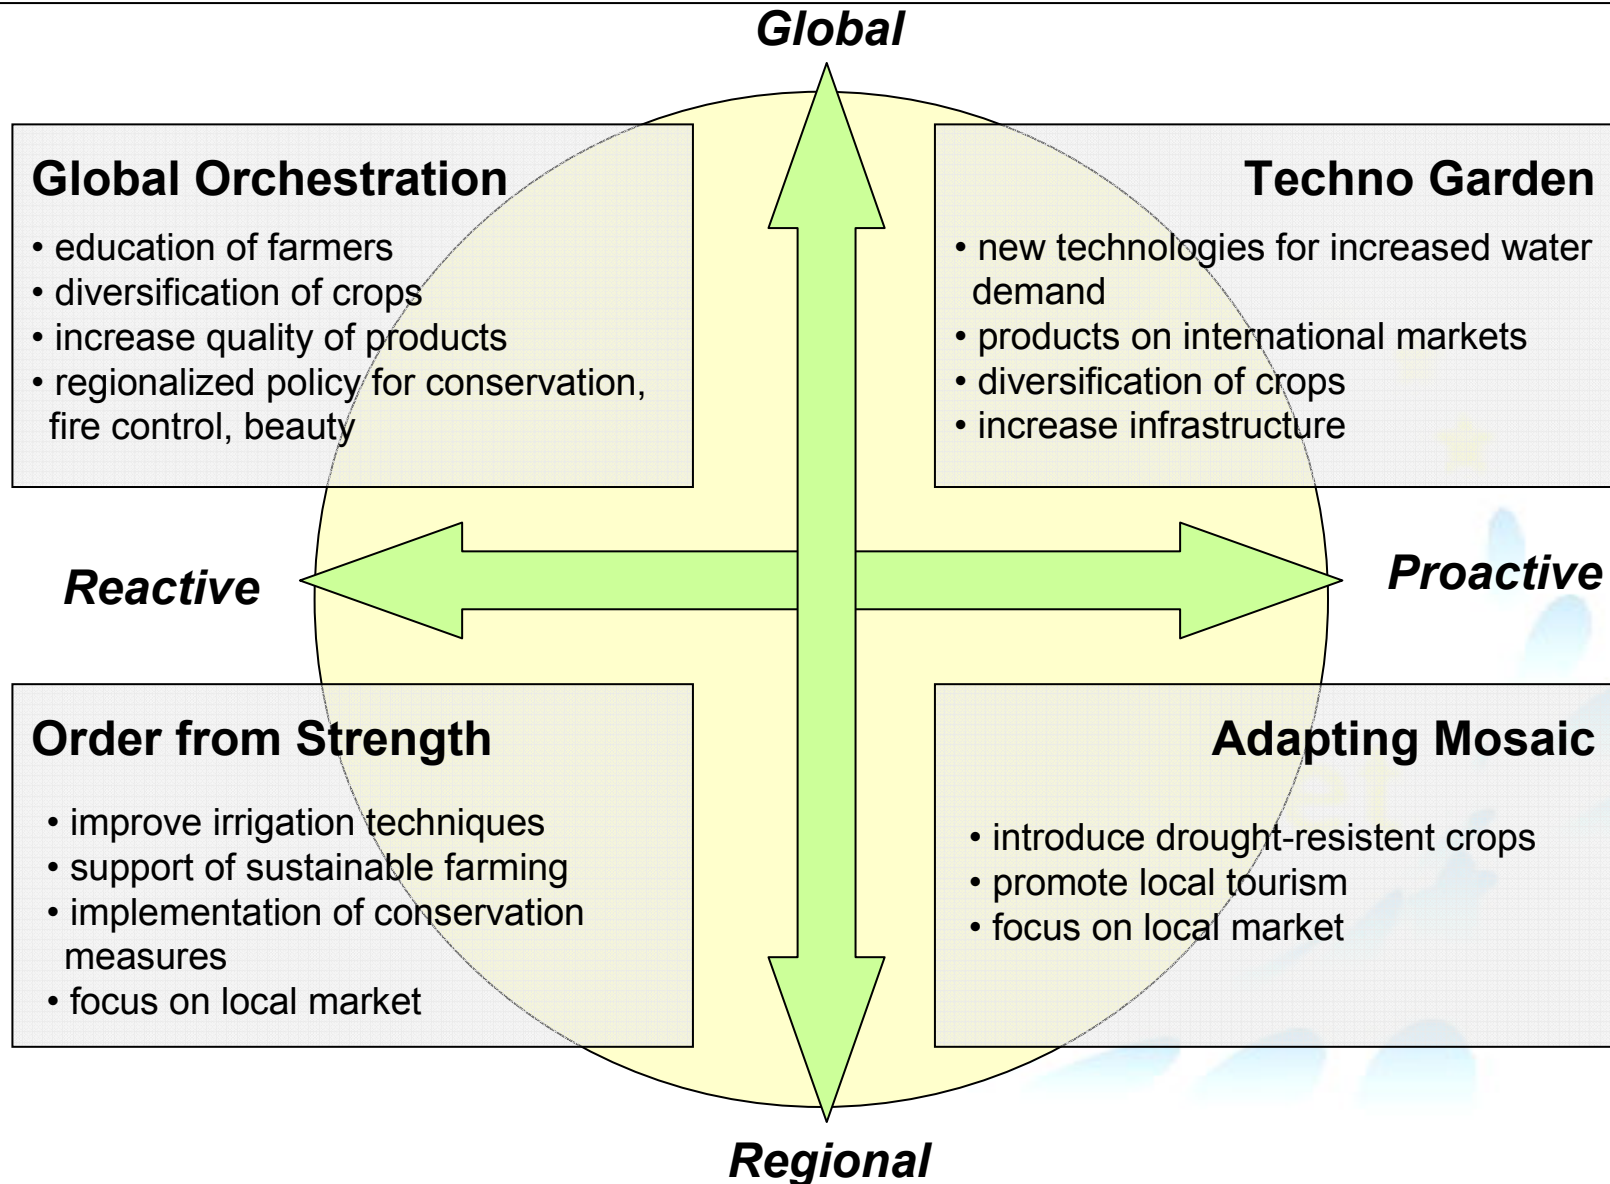 Global
Global Orchestration
• education of farmers
• diversification of crops
• increase quality of products
• regionalized policy for conservation,
fire control, beauty
Techno Garden
• new technologies for increased water
demand
• products on international markets
• diversification of crops
• increase infrastructure
Reactive
Proactive
Order from Strength
• improve irrigation techniques
• support of sustainable farming
• implementation of conservation
measures
• focus on local market
Adapting Mosaic
• introduce drought-resistent crops
• promote local tourism
• focus on local market
Regional